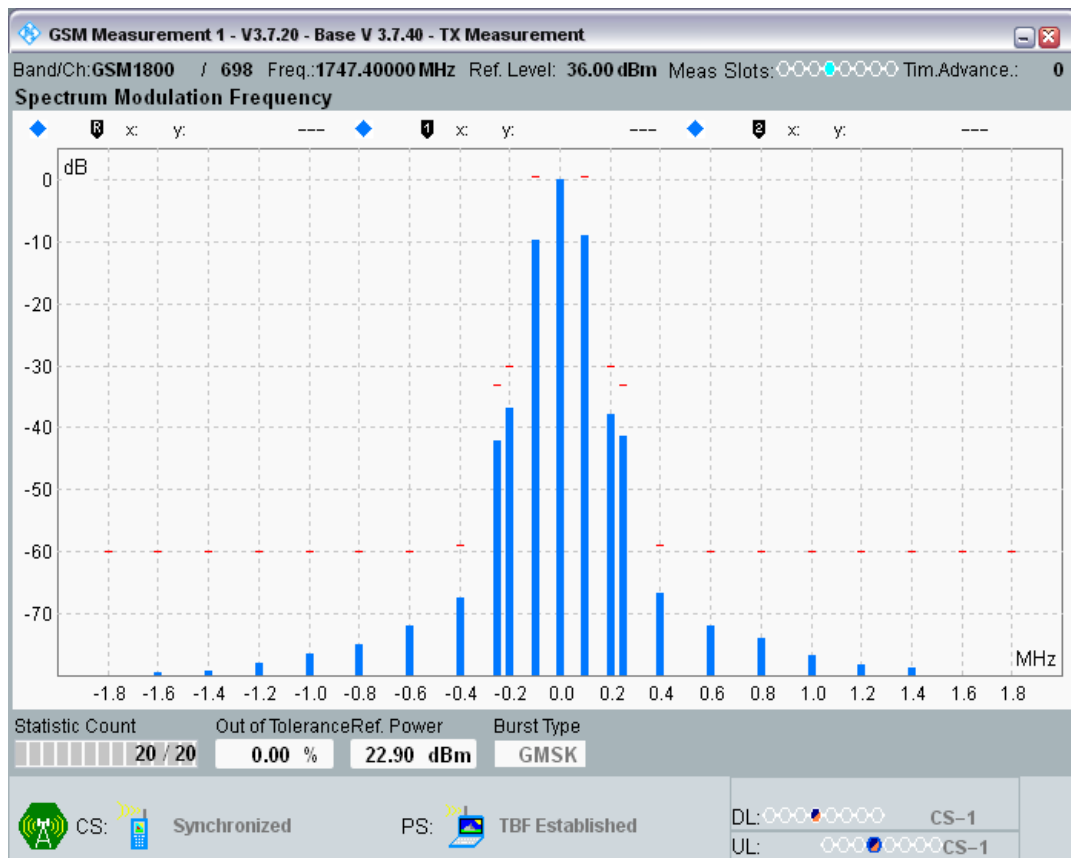 GSM Measurement 1 - V3.7.20 - Base V 3.7.40 - TX Measurement
Band/Ch:GSM1800 / 698 Freq.:1747.40000 MHz Ref. Level: 36.00 dBm Meas Slots: Tim.Advance.: 0
Spectrum Modulation Frequency
R x: y: --- 1 x: y: --- 2 x: y: ---
dB
0
-10
-20
-30
-40
-50
-60
-70
MHz
-1.8 -1.6 -1.4 -1.2 -1.0 -0.8 -0.6 -0.4 -0.2 0.0 0.2 0.4 0.6 0.8 1.0 1.2 1.4 1.6 1.8
Statistic Count Out of Tolerance Ref. Power Burst Type
20 / 20 0.00 % 22.90 dBm GMSK
CS: Synchronized PS: TBF Established
DL: CS-1
UL: CS-1